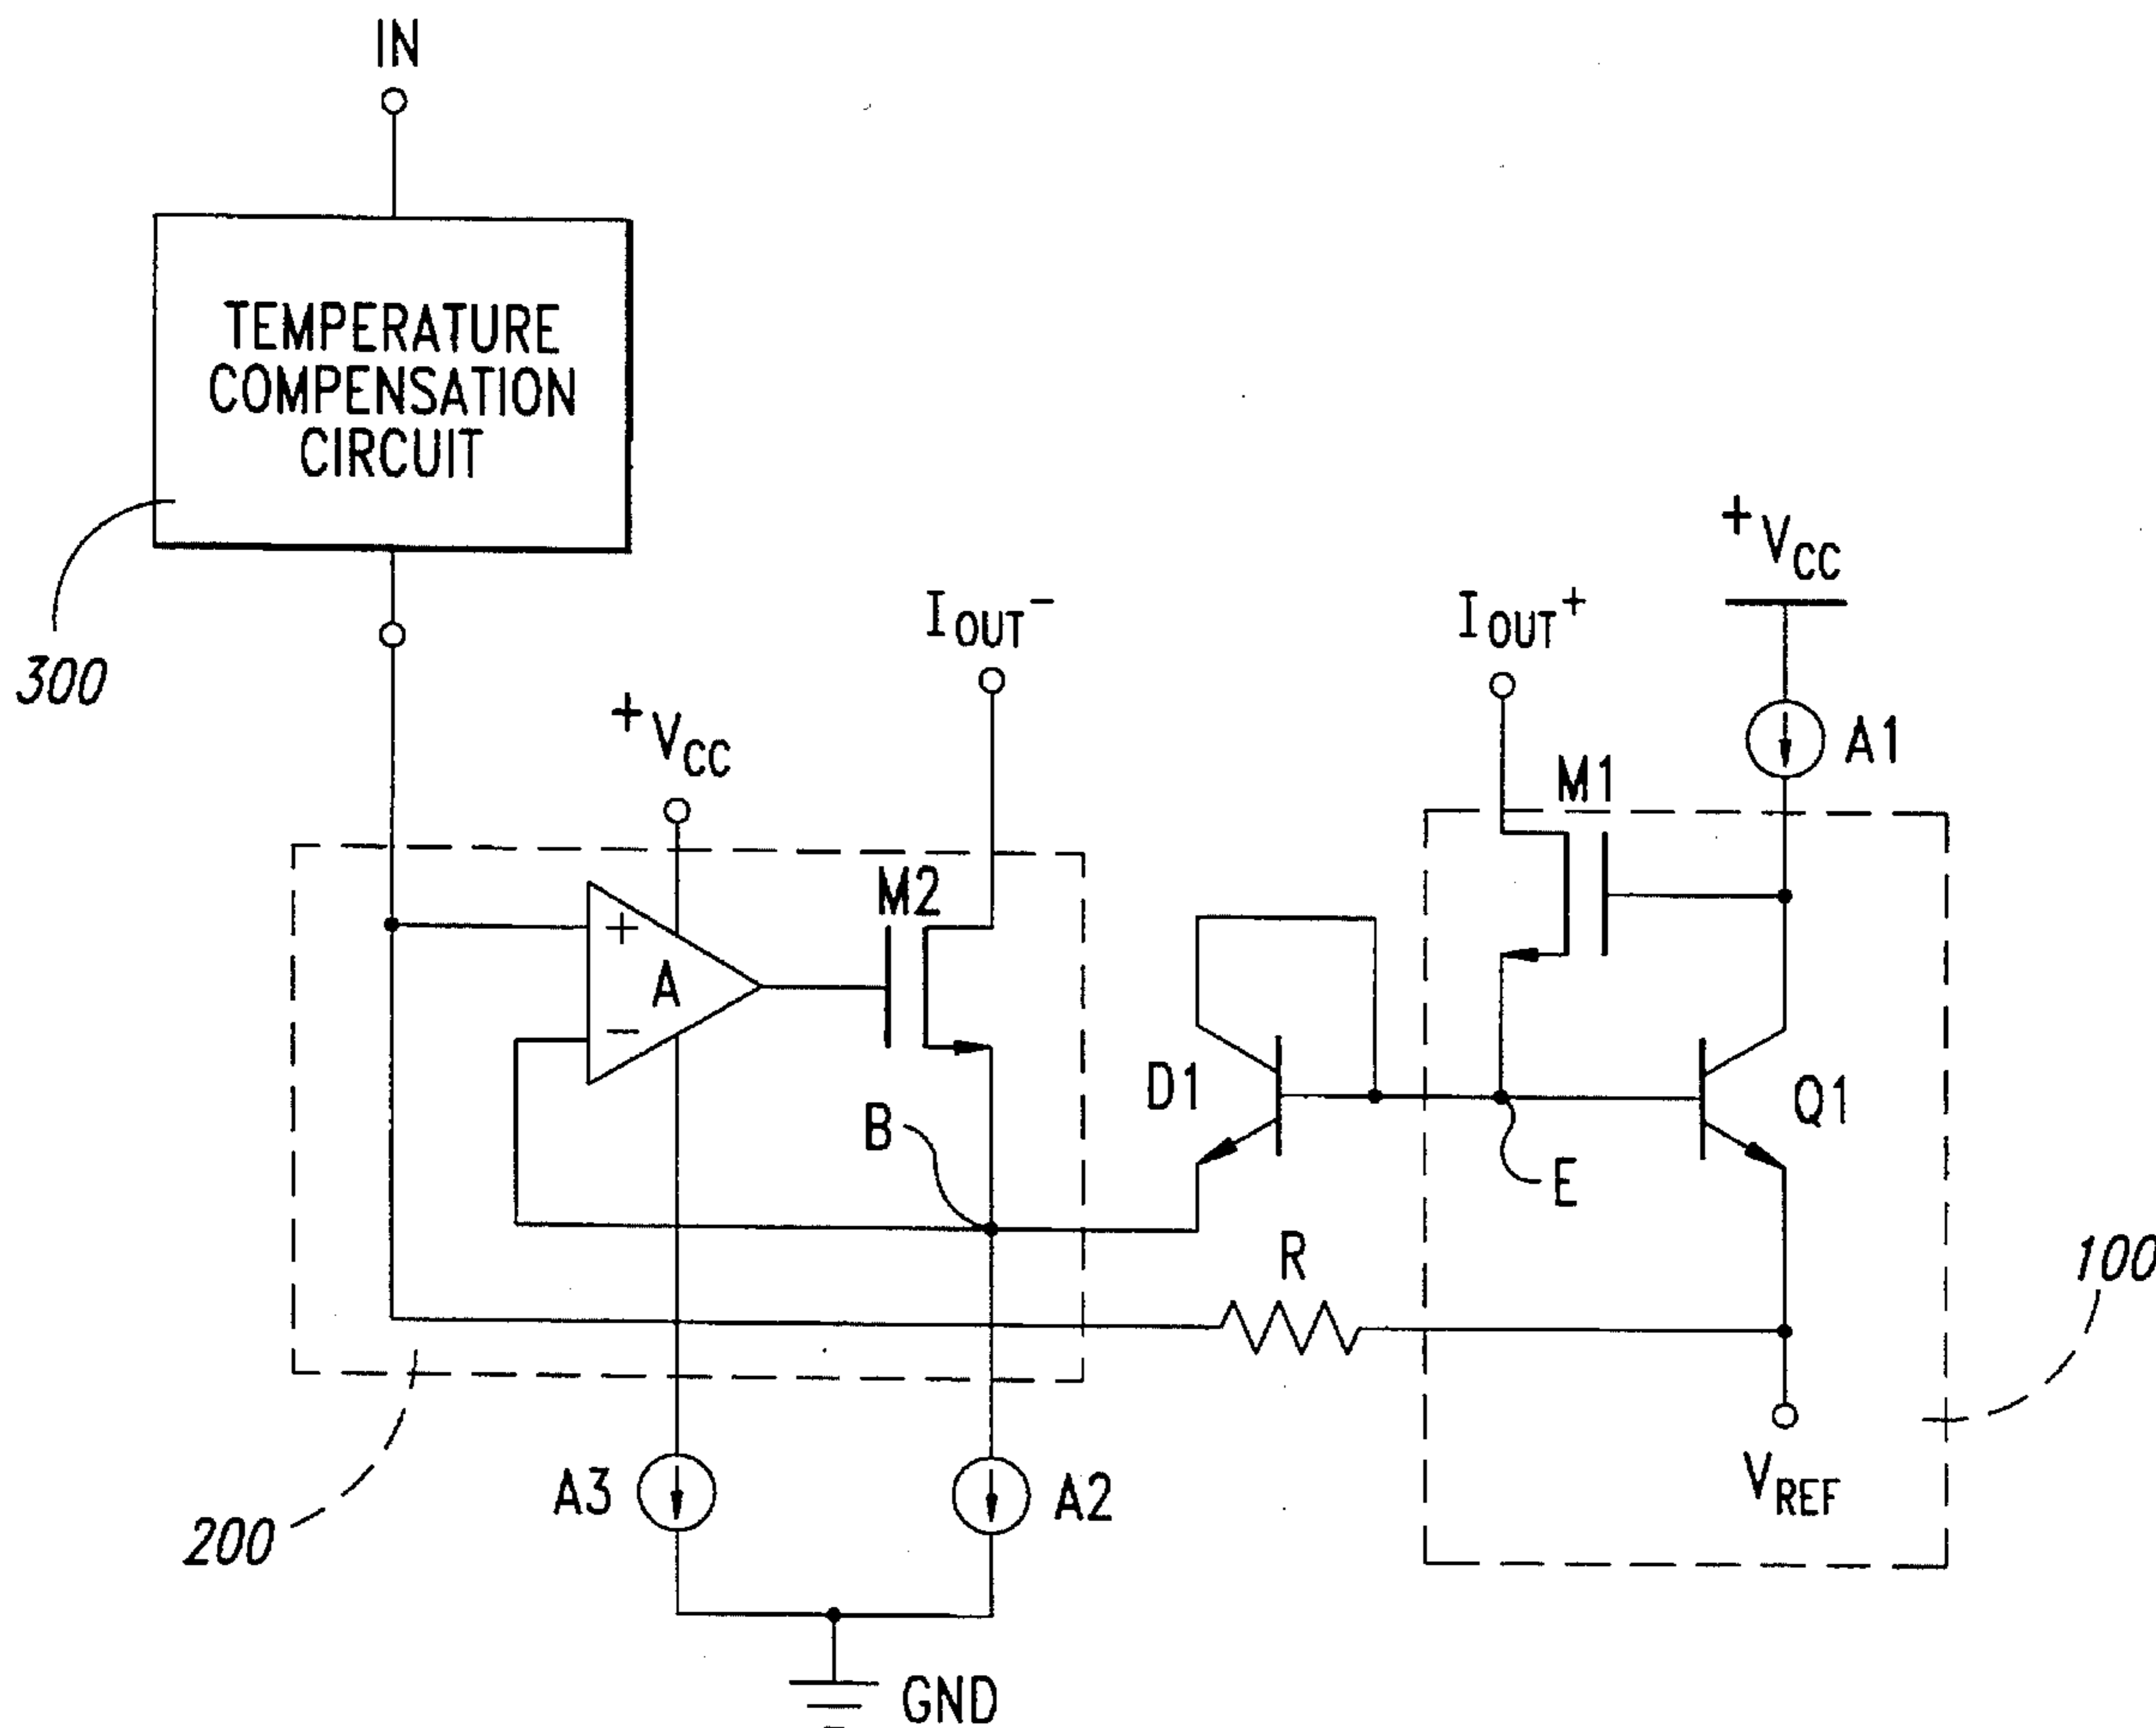 IN
TEMPERATURE
COMPENSATION
CIRCUIT
300
IOUT-
IOUT+
+VCC
+VCC
A1
M1
M2
+
A
-
B
D1
E
Q1
R
100
VREF
A3
A2
200
GND